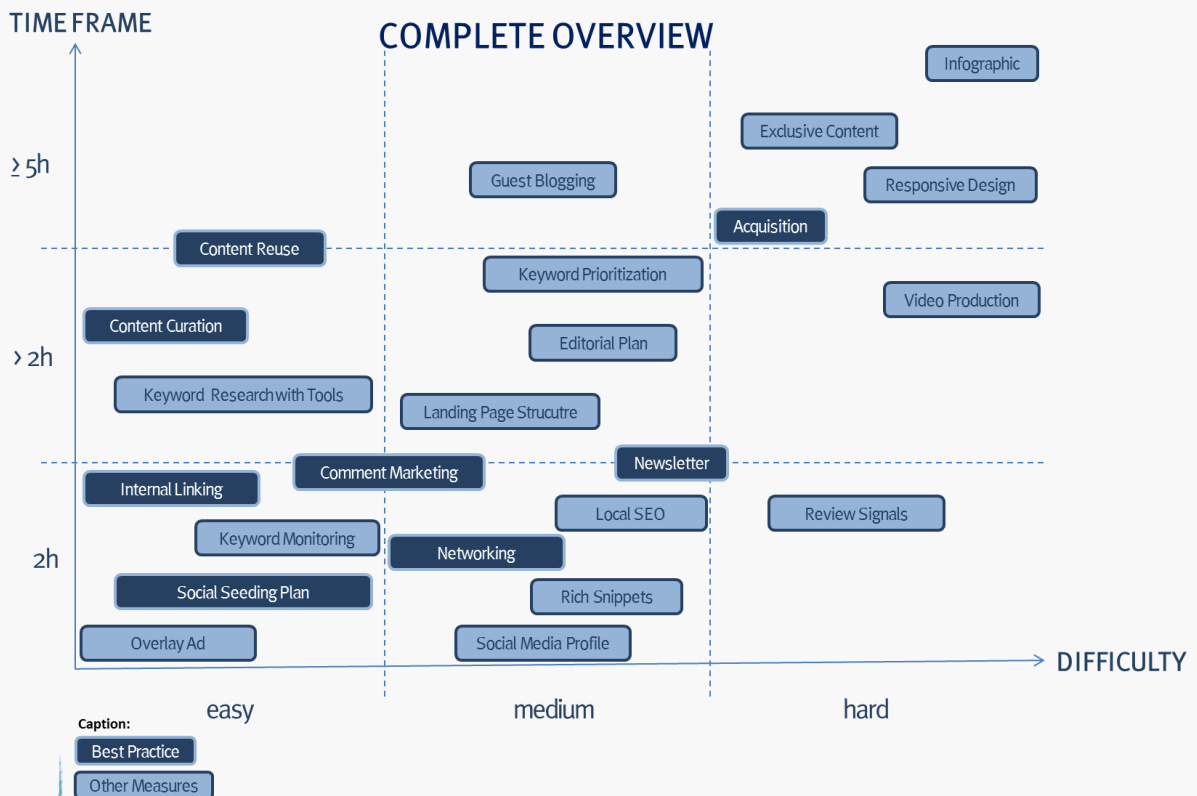 TIME FRAME
COMPLETE OVERVIEW
Infographic
Exclusive Content
≥ 5h
Guest Blogging
Responsive Design
Acquisition
Content Reuse
Keyword Prioritization
Video Production
Content Curation
Editorial Plan
> 2h
Keyword Research with Tools
Landing Page Strucutre
Newsletter
Comment Marketing
Internal Linking
Local SEO
Review Signals
Keyword Monitoring
Networking
2h
Social Seeding Plan
Rich Snippets
Overlay Ad
Social Media Profile
DIFFICULTY
easy
medium
hard
Caption:
Best Practice
Other Measures